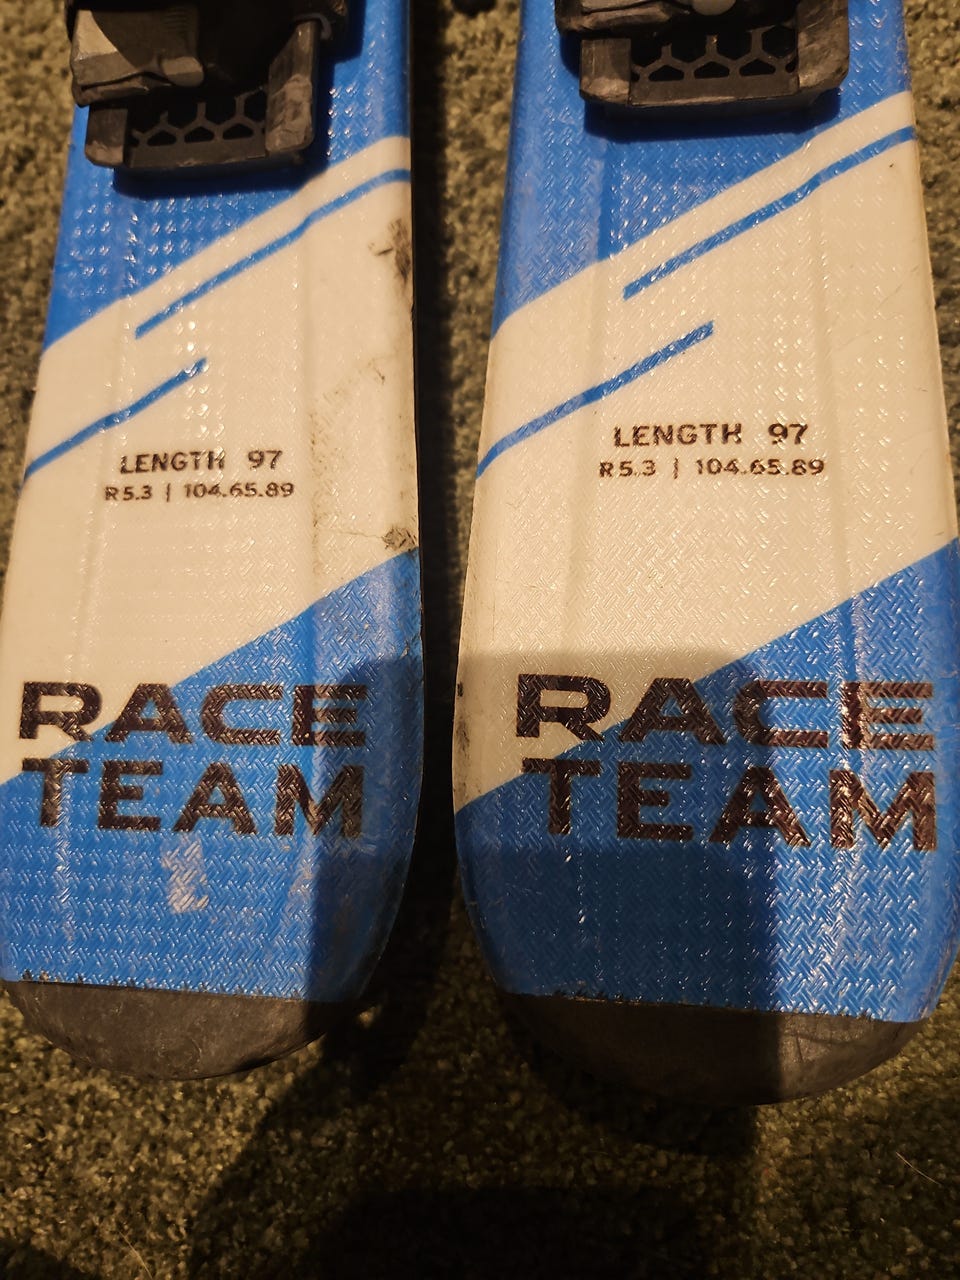 LENGTH 97
R5.3 | 104.65.89
RACE
TEAM
LENGTH 97
R5.3 | 104.65.89
RACE
TEAM